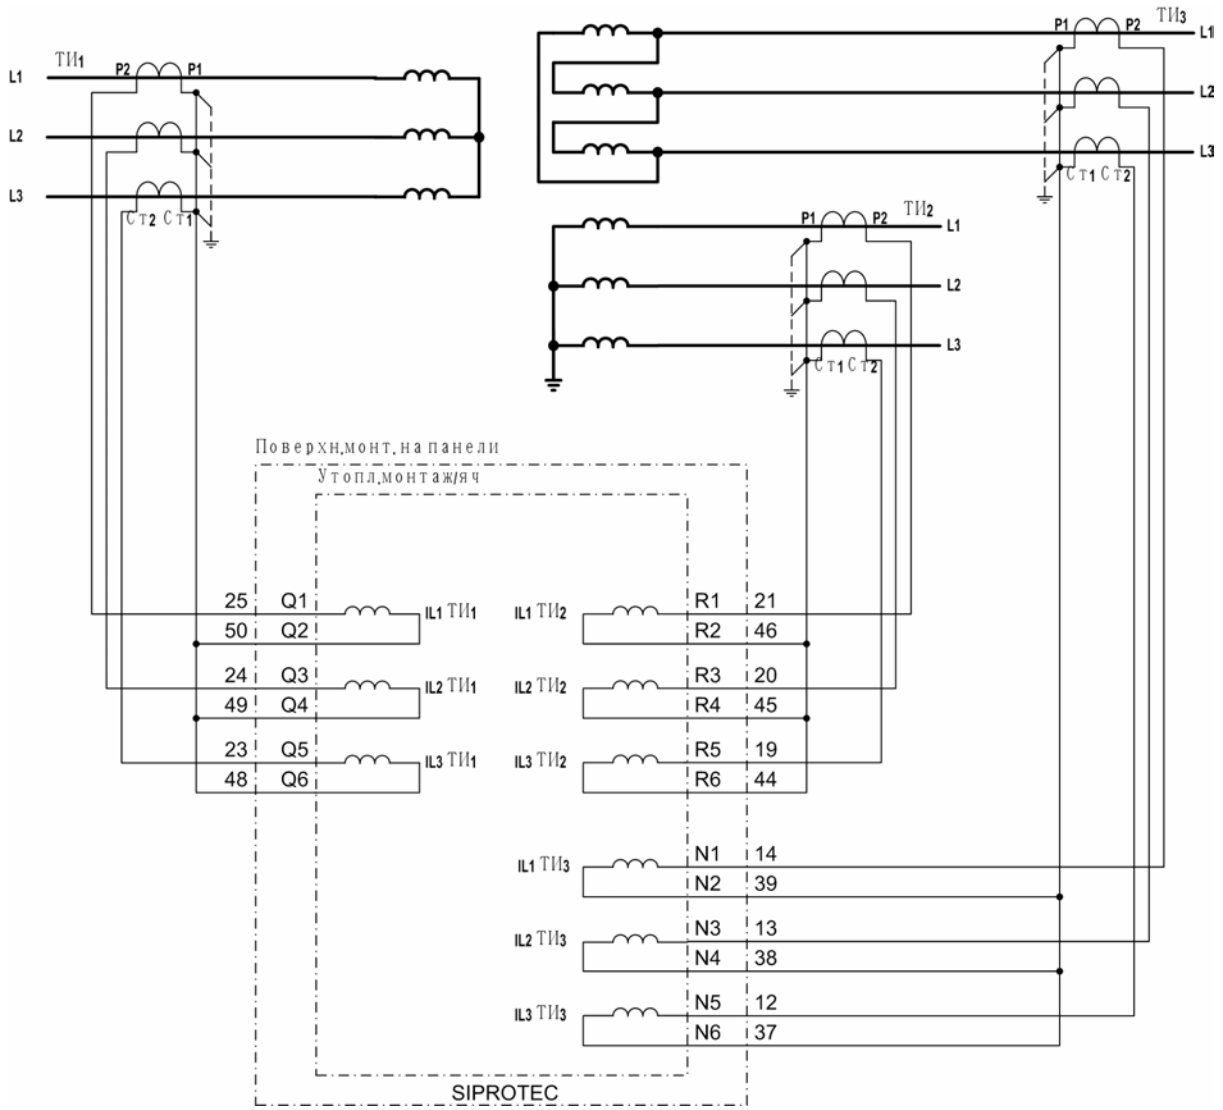 ТИ3
P1 P2 L1
ТИ1
L1 P2 P1
L2
L2
L3
Ст1 Ст2
L3
Ст2 Ст1
ТИ2
P1 P2 L1
L2
L3
Ст1 Ст2
Поверхн.монт. на панели
Утопл.монтаж/яч
25 Q1 IL1 ТИ1 IL1 ТИ2 R1 21
50 Q2 R2 46
24 Q3 IL2 ТИ1 IL2 ТИ2 R3 20
49 Q4 R4 45
23 Q5 IL3 ТИ1 IL3 ТИ2 R5 19
48 Q6 R6 44
IL1 ТИ3 N1 14
N2 39
IL2 ТИ3 N3 13
N4 38
IL3 ТИ3 N5 12
N6 37
SIPROTEC